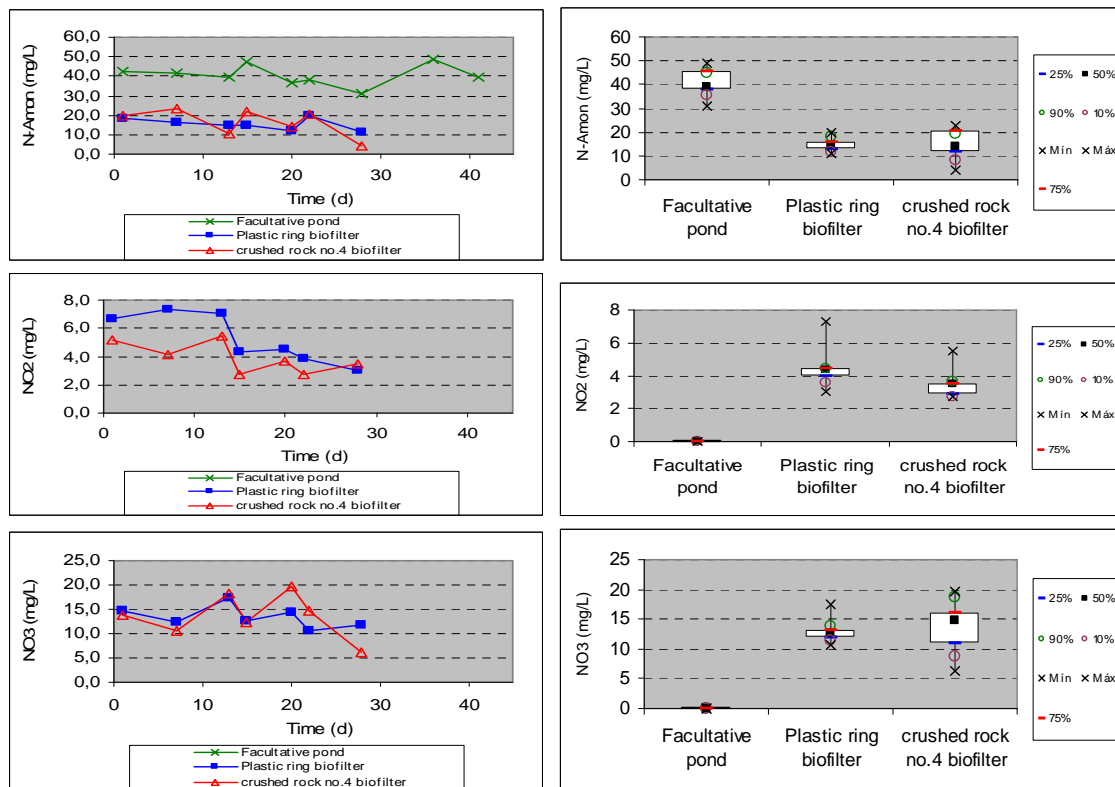 60,0
50,0
40,0
30,0
20,0
10,0
0,0
N-Amon (mg/L)
0 10 20 30 40
Time (d)
Facultative pond
Plastic ring biofilter
crushed rock no.4 biofilter
60
50
40
30
20
10
0
N-Amon (mg/L)
Facultative pond
Plastic ring biofilter
crushed rock no.4 biofilter
25% 50%
90% 10%
Mín Máx
75%
8,0
6,0
4,0
2,0
0,0
NO2 (mg/L)
0 10 20 30 40
Time (d)
Facultative pond
Plastic ring biofilter
crushed rock no.4 biofilter
8
6
4
2
0
NO2 (mg/L)
Facultative pond
Plastic ring biofilter
crushed rock no.4 biofilter
25% 50%
90% 10%
Mín Máx
75%
25,0
20,0
15,0
10,0
5,0
0,0
NO3 (mg/L)
0 10 20 30 40
Time (d)
Facultative pond
Plastic ring biofilter
crushed rock no.4 biofilter
25
20
15
10
5
0
NO3 (mg/L)
Facultative pond
Plastic ring biofilter
crushed rock no.4 biofilter
25% 50%
90% 10%
Mín Máx
75%